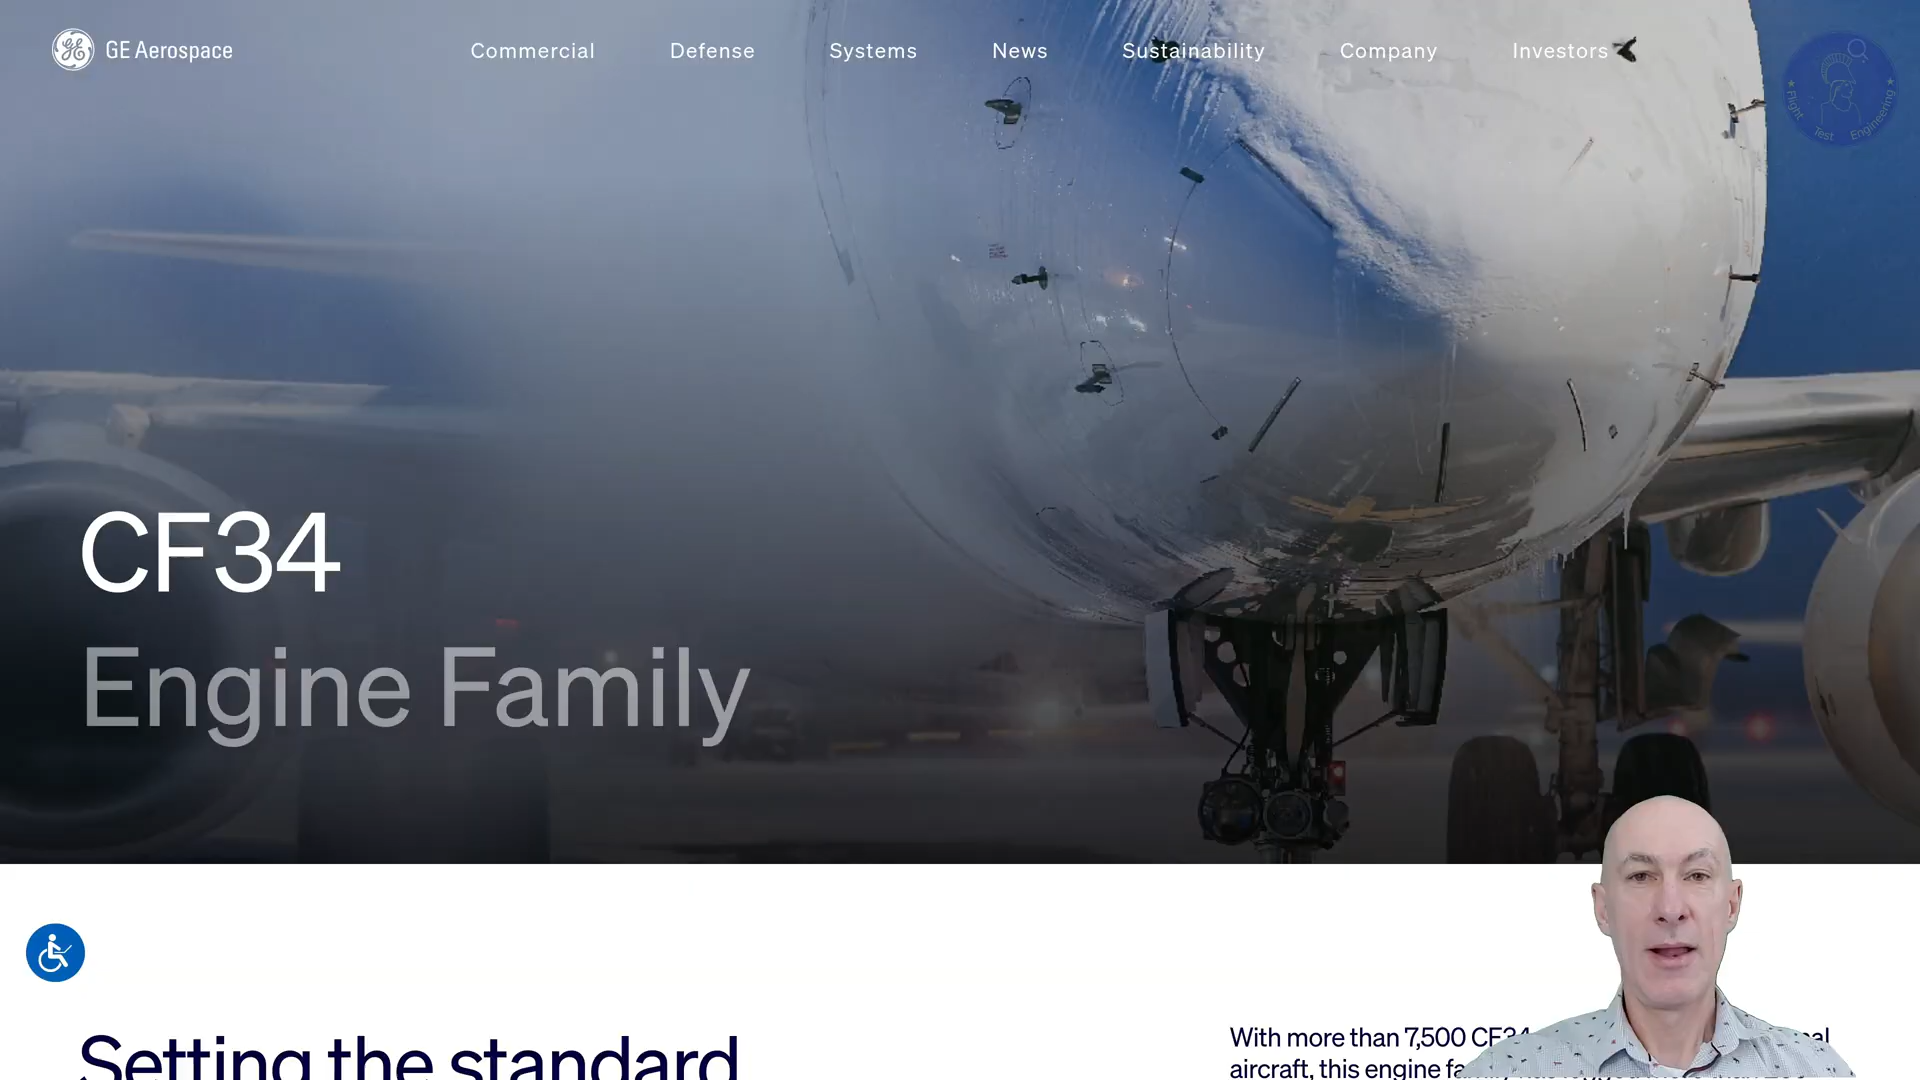 GE Aerospace
Commercial
Defense
Systems
News
Sustainability
Company
Investors
Flight Test Engineering
CF34
Engine Family
Setting the standard
With more than 7,500 CF34
aircraft, this engine